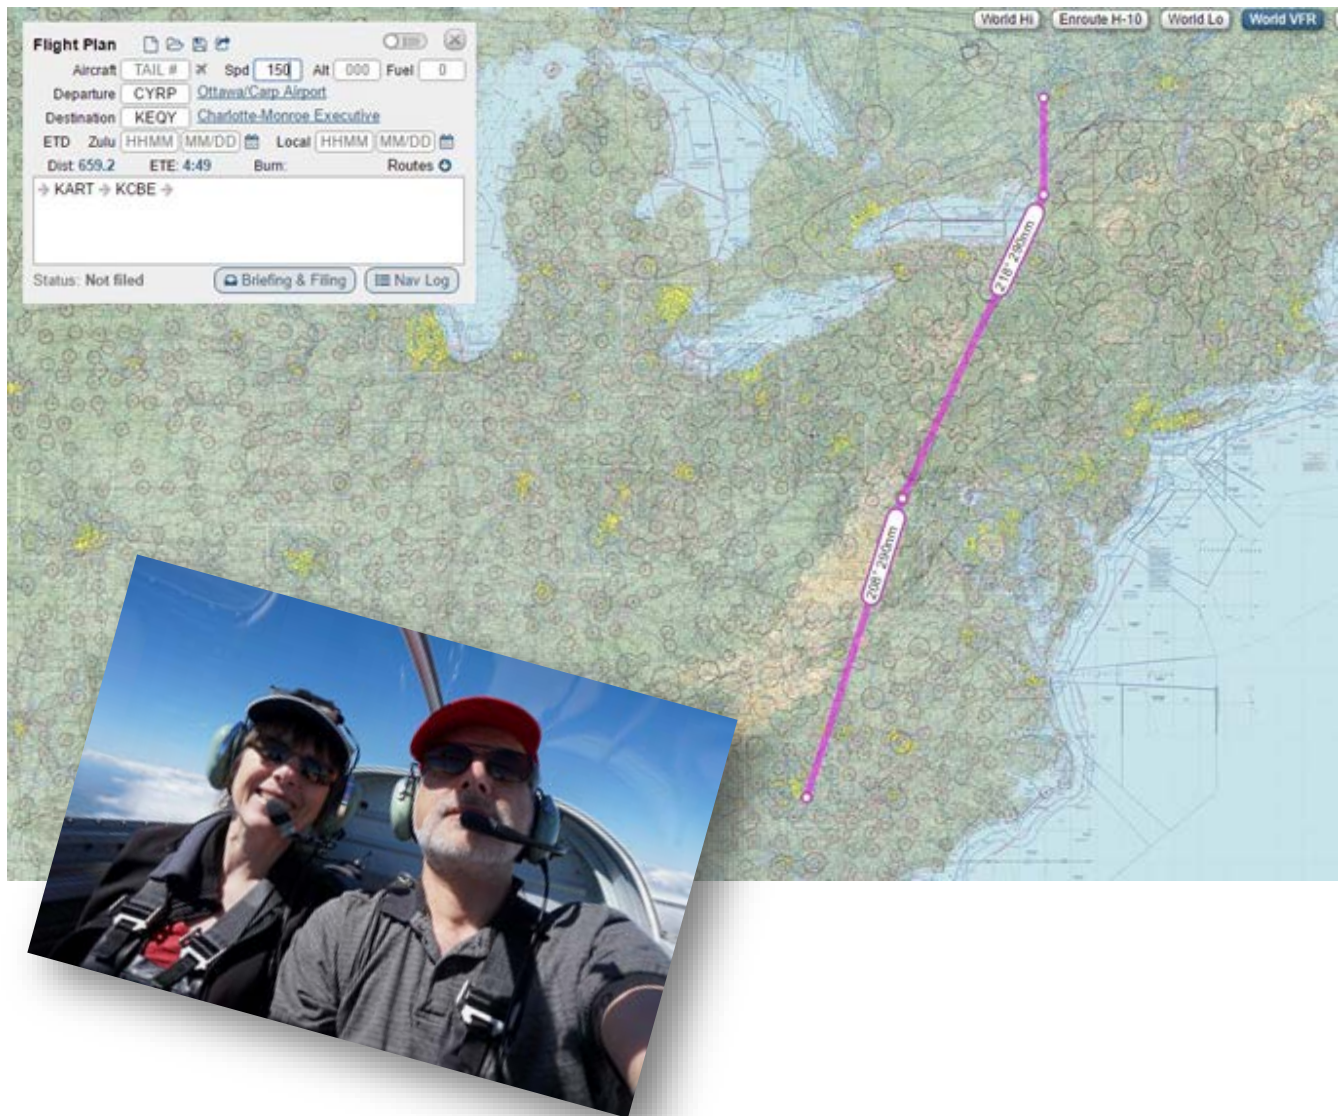 World Hi Enroute H-10 World Lo World VFR
Flight Plan
Aircraft TAIL # Spd 150 Alt 000 Fuel 0
Departure CYRP Ottawa/Carp Airport
Destination KEQY Charlotte-Monroe Executive
ETD Zulu HHMM MM/DD Local HHMM MM/DD
Dist 659.2 ETE: 4:49 Burn: Routes
→ KART → KCBE →
Status: Not filed Briefing & Filing Nav Log
218° 290nm
208° 290nm